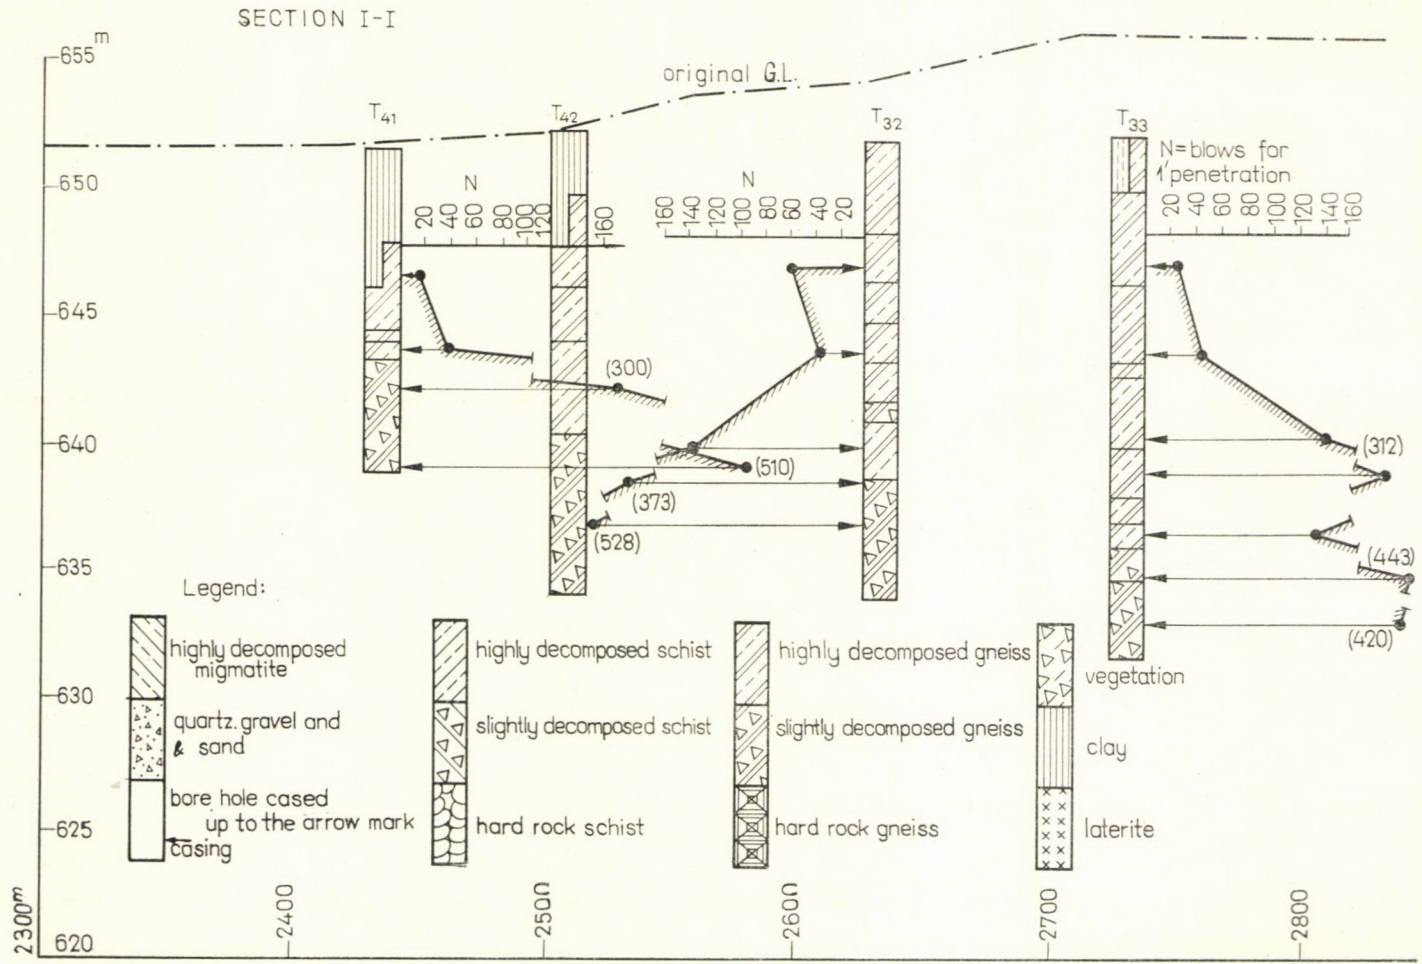 SECTION I-I
m
655
650
645
640
635
630
625
620
original G.L.
T41
T42
T32
T33
N
20
40
60
80
100
120
160
N
160
140
120
100
80
60
40
20
N=blows for
1' penetration
20
40
60
80
100
120
140
160
(300)
(510)
(373)
(528)
(312)
(443)
(420)
Legend:
highly decomposed
migmatite
quartz.gravel and
& sand
bore hole cased
up to the arrow mark
casing
highly decomposed schist
slightly decomposed schist
hard rock schist
highly decomposed gneiss
slightly decomposed gneiss
hard rock gneiss
vegetation
clay
laterite
2300m
2400
2500
2600
2700
2800